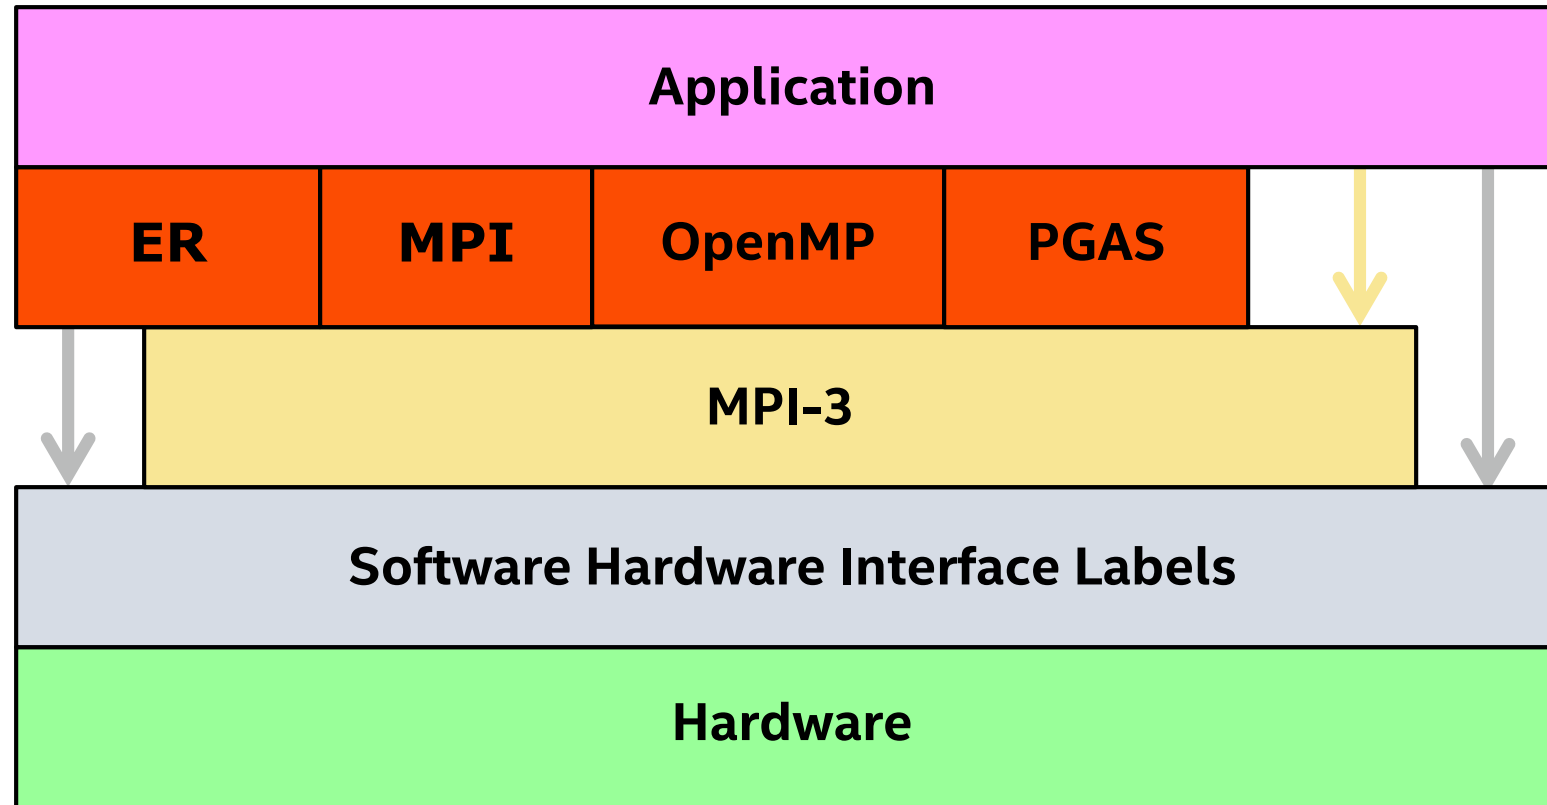 Application
ER
MPI
OpenMP
PGAS
MPI-3
Software Hardware Interface Labels
Hardware